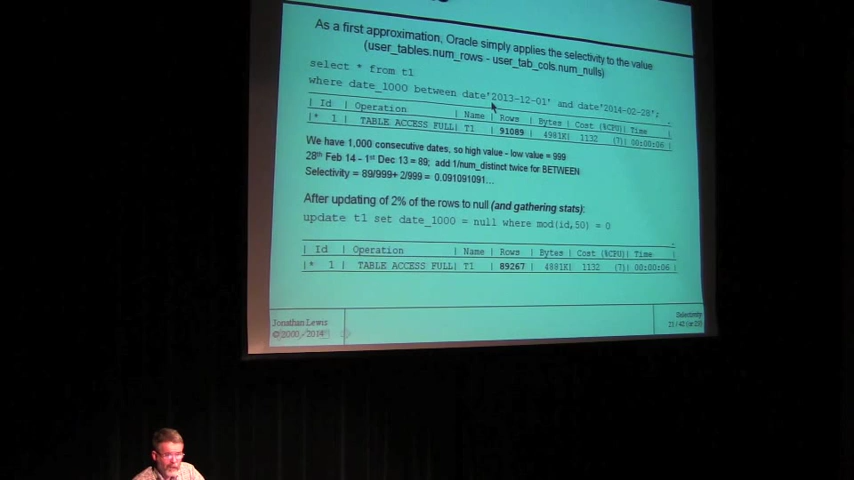 As a first approximation, Oracle simply applies the selectivity to the value
(user_tables.num_rows - user_tab_cols.num_nulls)
select * from t1
where date_1000 between date'2013-12-01' and date'2014-02-28';
| Id | Operation | Name | Rows | Bytes | Cost (%CPU)| Time
|* 1 | TABLE ACCESS FULL| T1 | 91089 | 4981K| 1132 (7)| 00:00:06
We have 1,000 consecutive dates, so high value - low value = 999
28th Feb 14 - 1st Dec 13 = 89; add 1/num_distinct twice for BETWEEN
Selectivity = 89/999+ 2/999 = 0.091091091...
After updating of 2% of the rows to null (and gathering stats):
update t1 set date_1000 = null where mod(id,50) = 0
| Id | Operation | Name | Rows | Bytes | Cost (%CPU)| Time |
|* 1 | TABLE ACCESS FULL| T1 | 89267 | 4881K| 1132 (7)| 00:00:06 |
Jonathan Lewis
© 2000 - 2014
Selectivity